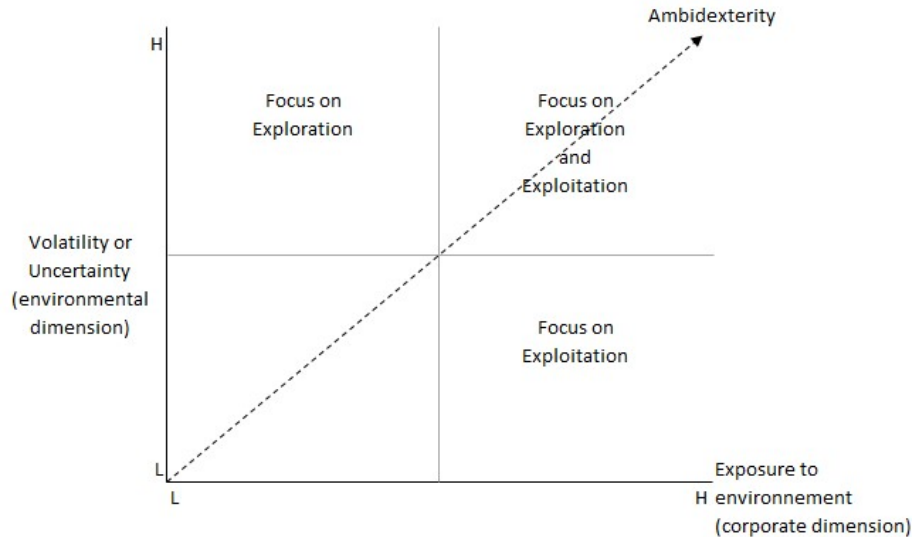 Ambidexterity
H
Focus on
Exploration
Focus on
Exploration
and
Exploitation
Volatility or
Uncertainty
(environmental
dimension)
Focus on
Exploitation
L
L
H
Exposure to
environnement
(corporate dimension)